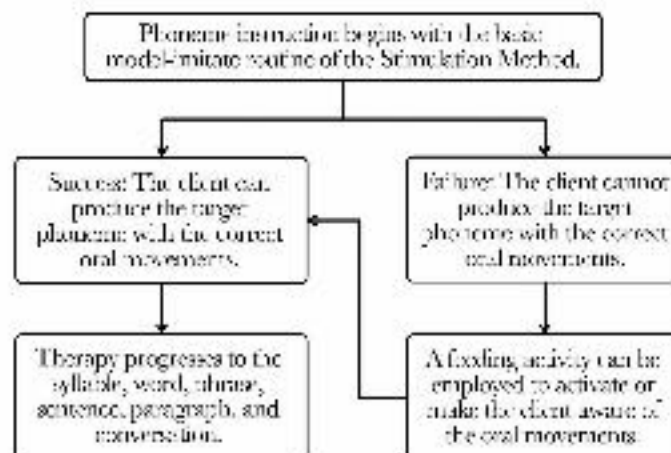 Phoneme instruction begins with the basic
model-imitate routine of the Stimulation Method.
Success: The client can
produce the target
phoneme with the correct
oral movements.
Failure: The client cannot
produce the target
phoneme with the correct
oral movements.
Therapy progresses to the
syllable, word, phrase,
sentence, paragraph, and
conversation.
A feeding activity can be
employed to activate or
make the client aware of
the oral movements.